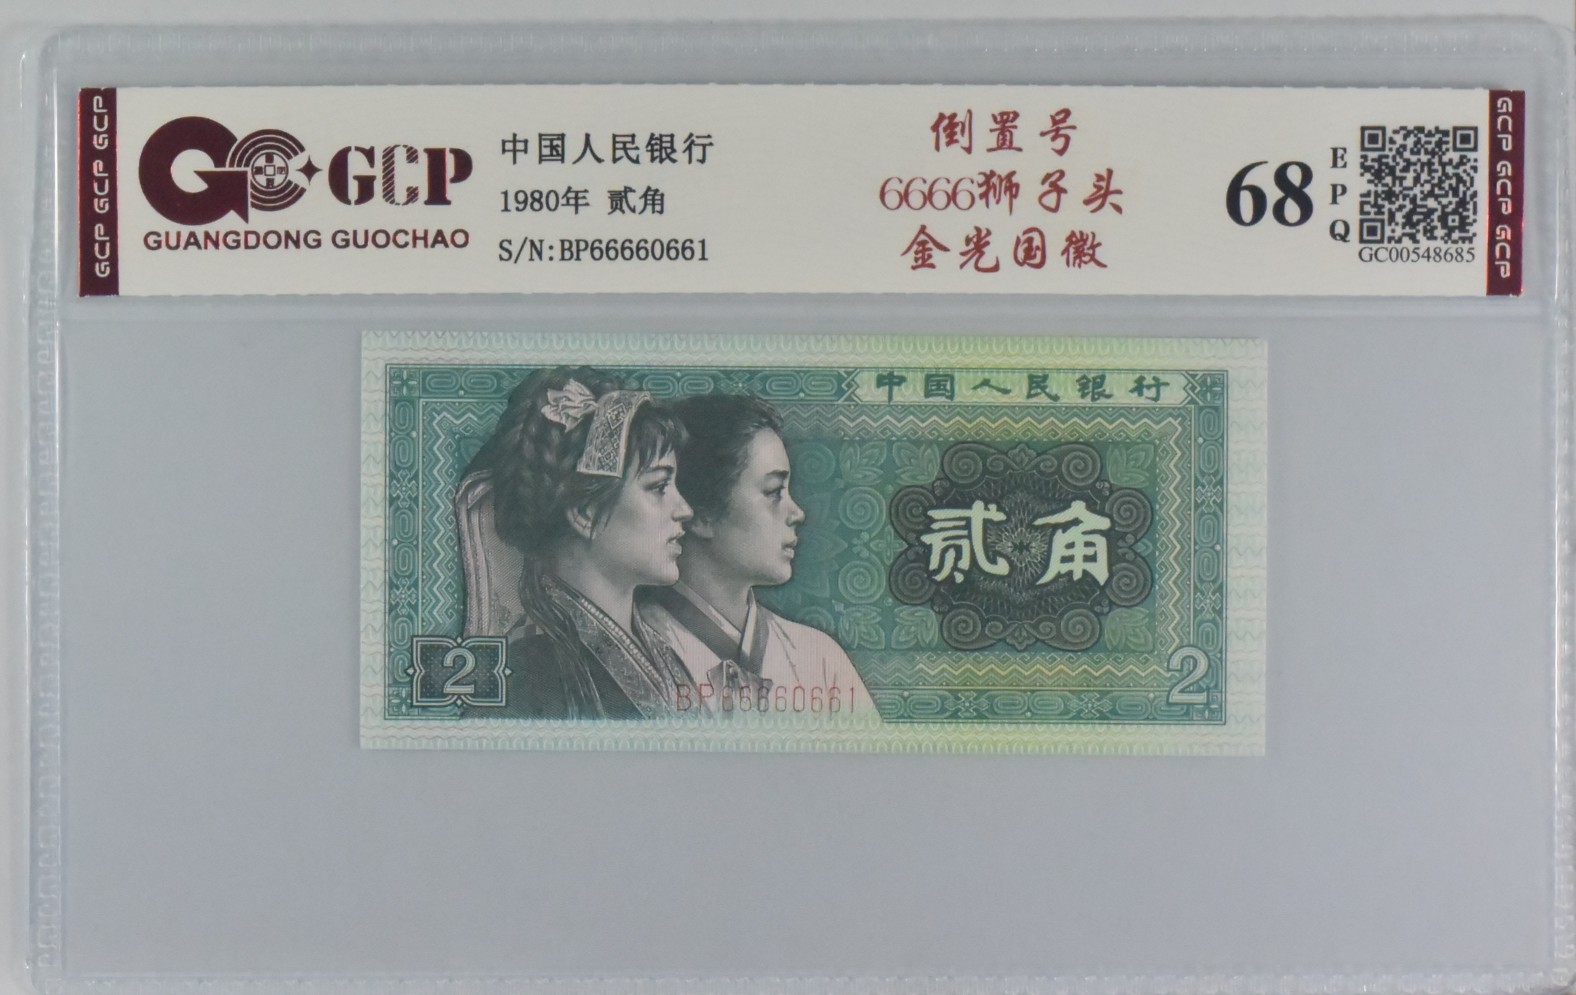 GCP GCP GCP
GCP
GUANGDONG GUOCHAO
中国人民银行
1980年 贰角
S/N:BP66660661
倒置号
6666狮子头
金光国徽
68
EPQ
GC00548685
GCP GCP GCP
中国人民银行
贰角
2
2
BP66660661